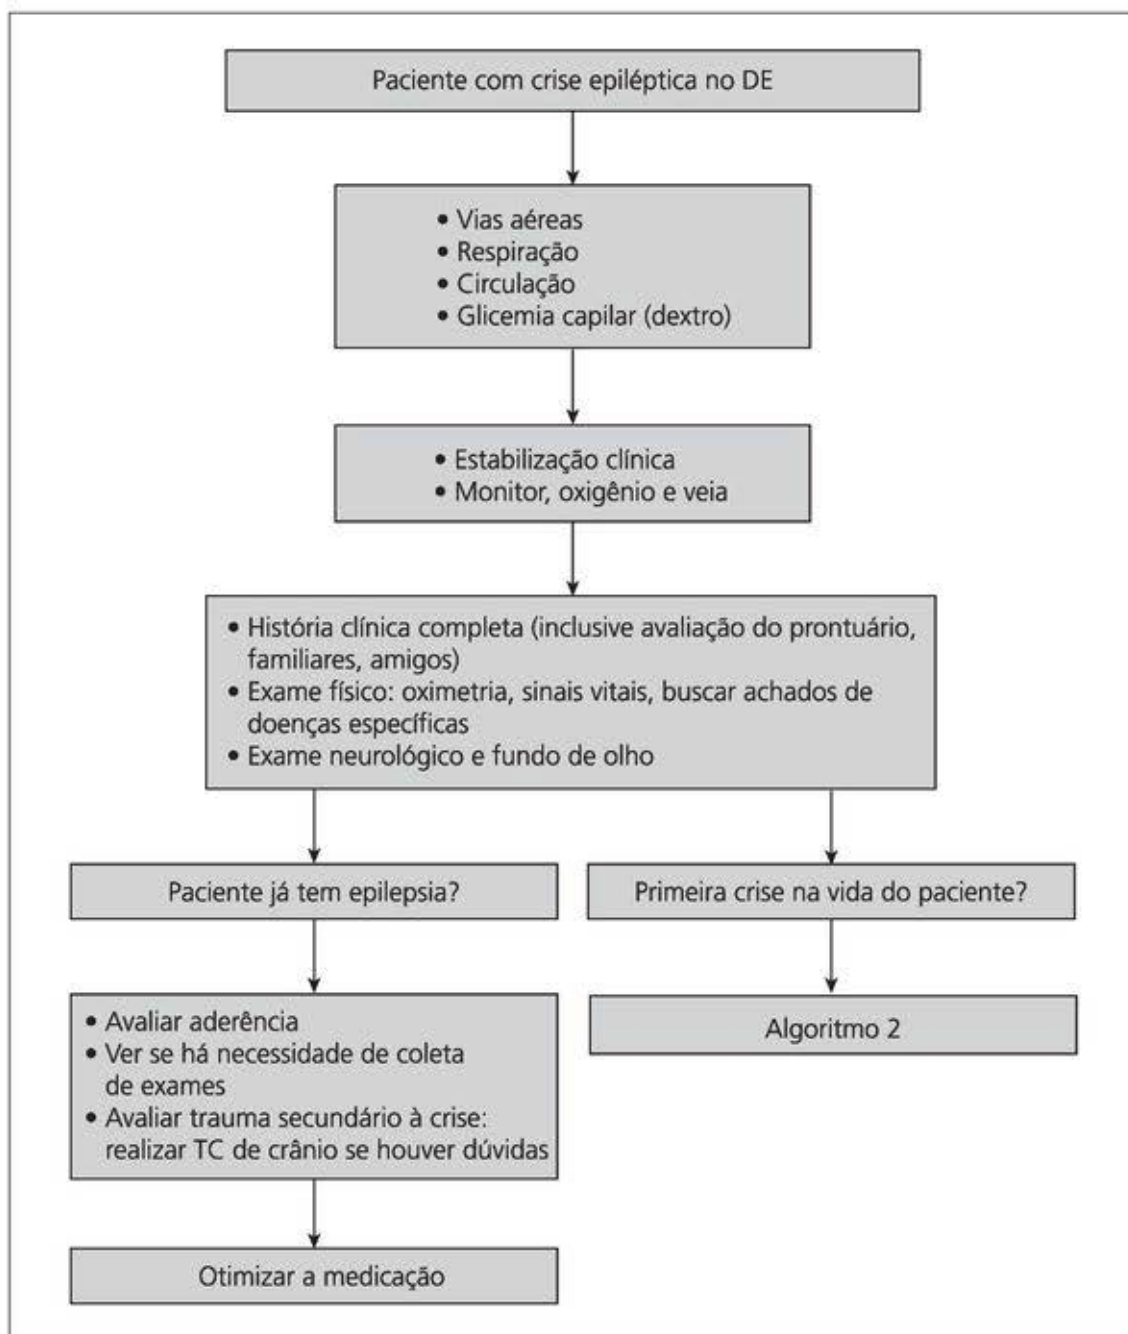 Paciente com crise epiléptica no DE
• Vias aéreas
• Respiração
• Circulação
• Glicemia capilar (dextro)
• Estabilização clínica
• Monitor, oxigênio e veia
• História clínica completa (inclusive avaliação do prontuário,
familiares, amigos)
• Exame físico: oximetria, sinais vitais, buscar achados de
doenças específicas
• Exame neurológico e fundo de olho
Paciente já tem epilepsia?
Primeira crise na vida do paciente?
• Avaliar aderência
• Ver se há necessidade de coleta
de exames
• Avaliar trauma secundário à crise:
realizar TC de crânio se houver dúvidas
Algoritmo 2
Otimizar a medicação